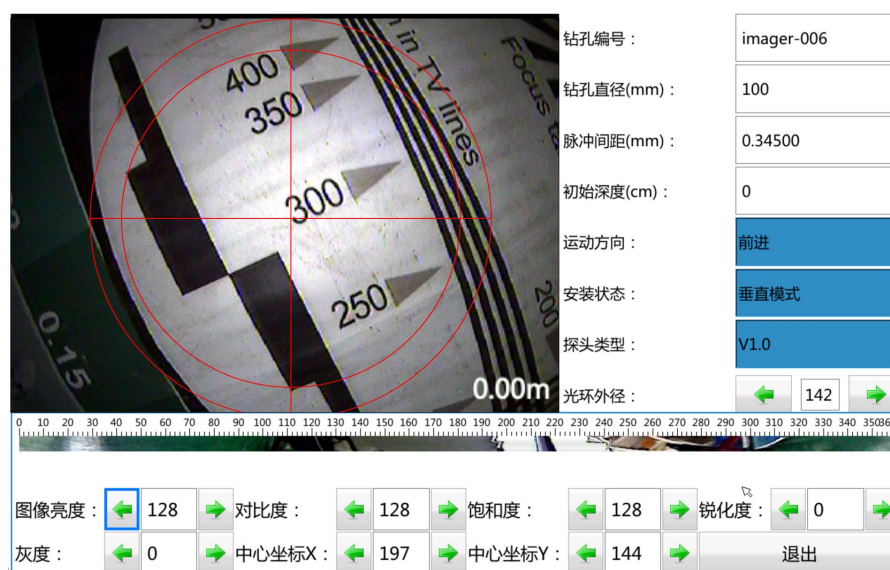 400
350
300
250
200
in TV lines
Focus ta
0.15
0.00m
钻孔编号： imager-006
钻孔直径(mm)： 100
脉冲间距(mm)： 0.34500
初始深度(cm)： 0
运动方向： 前进
安装状态： 垂直模式
探头类型： V1.0
光环外径： 142
0 10 20 30 40 50 60 70 80 90 100 110 120 130 140 150 160 170 180 190 200 210 220 230 240 250 260 270 280 290 300 310 320 330 340 350 36
图像亮度： 128 对比度： 128 饱和度： 128 锐化度： 0
灰度： 0 中心坐标X： 197 中心坐标Y： 144 退出